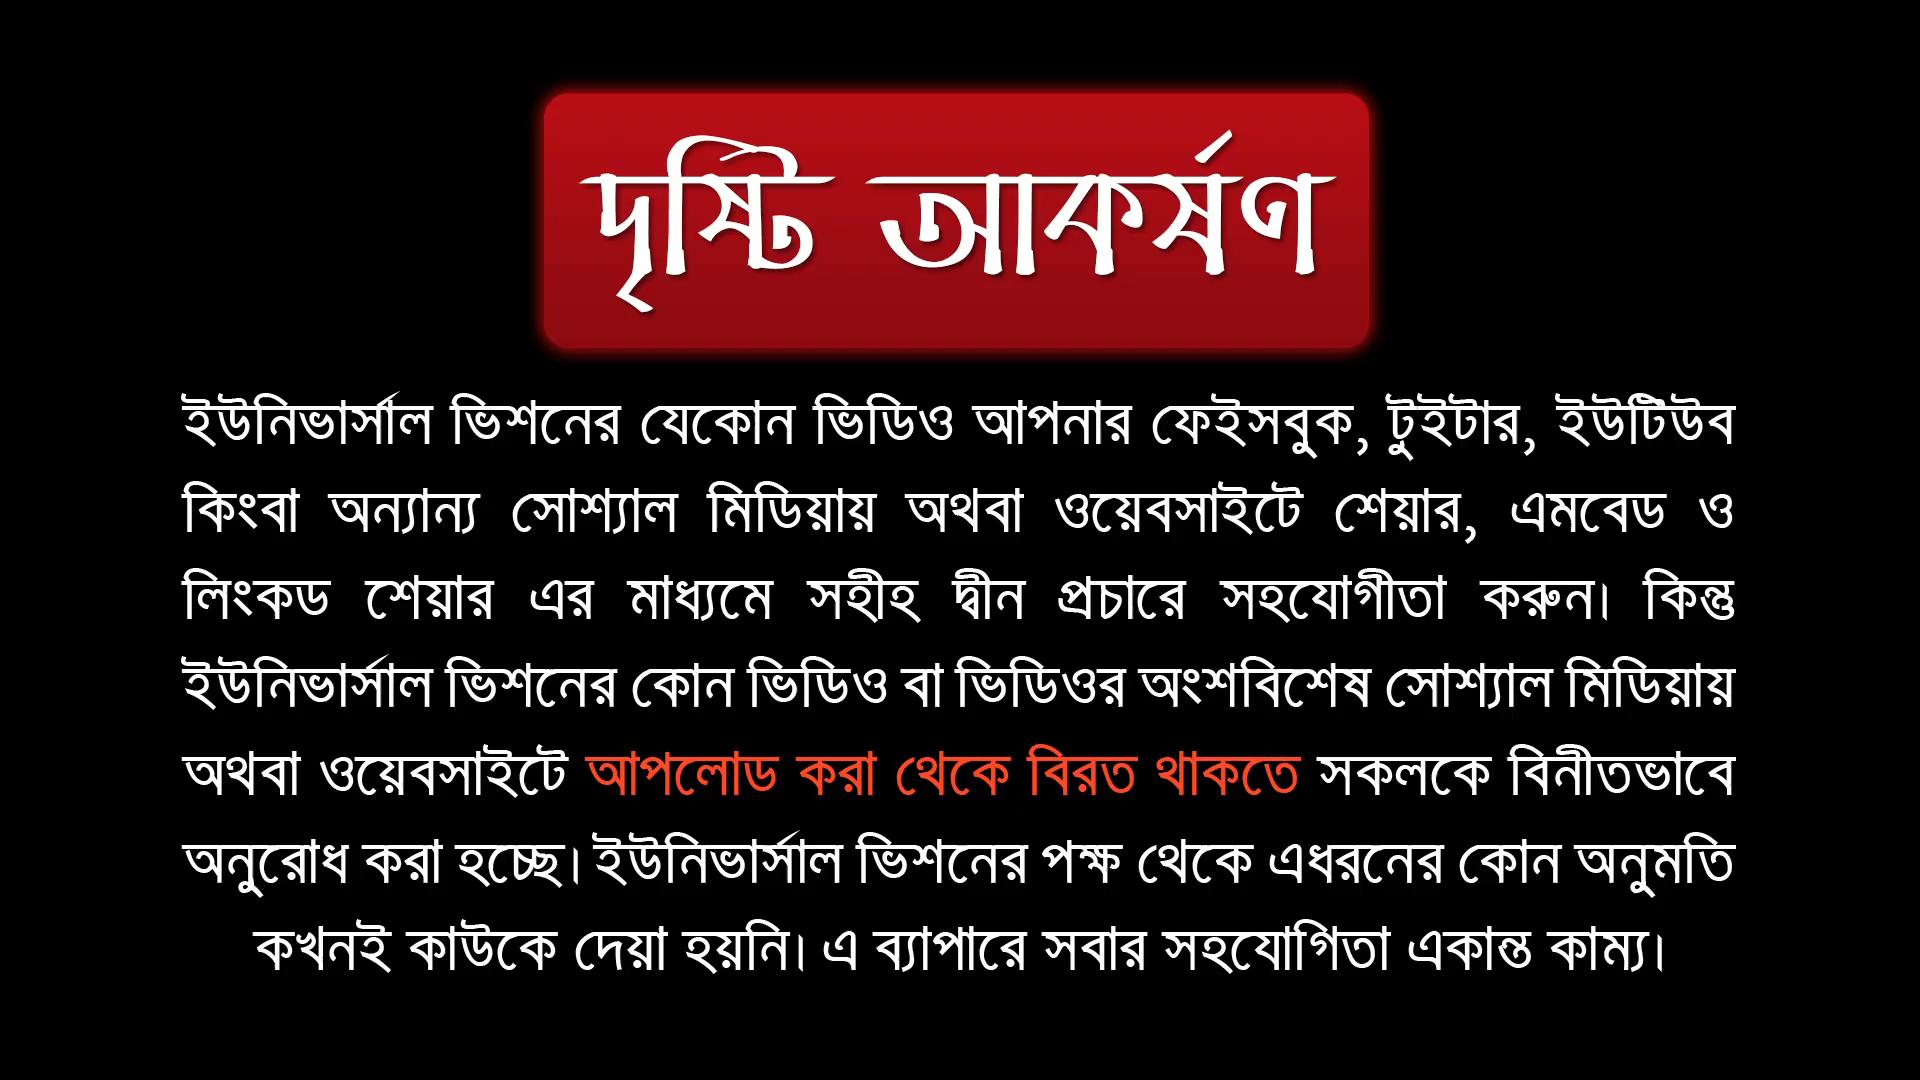 দৃষ্টি আকর্ষণ
ইউনিভার্সাল ভিশনের যেকোন ভিডিও আপনার ফেইসবুক, টুইটার, ইউটিউব
কিংবা অন্যান্য সোশ্যাল মিডিয়ায় অথবা ওয়েবসাইটে শেয়ার, এমবেড ও
লিংকড শেয়ার এর মাধ্যমে সহীহ দ্বীন প্রচারে সহযোগীতা করুন। কিন্তু
ইউনিভার্সাল ভিশনের কোন ভিডিও বা ভিডিওর অংশবিশেষ সোশ্যাল মিডিয়ায়
অথবা ওয়েবসাইটে আপলোড করা থেকে বিরত থাকতে সকলকে বিনীতভাবে
অনুরোধ করা হচ্ছে। ইউনিভার্সাল ভিশনের পক্ষ থেকে এধরনের কোন অনুমতি
কখনই কাউকে দেয়া হয়নি। এ ব্যাপারে সবার সহযোগিতা একান্ত কাম্য।